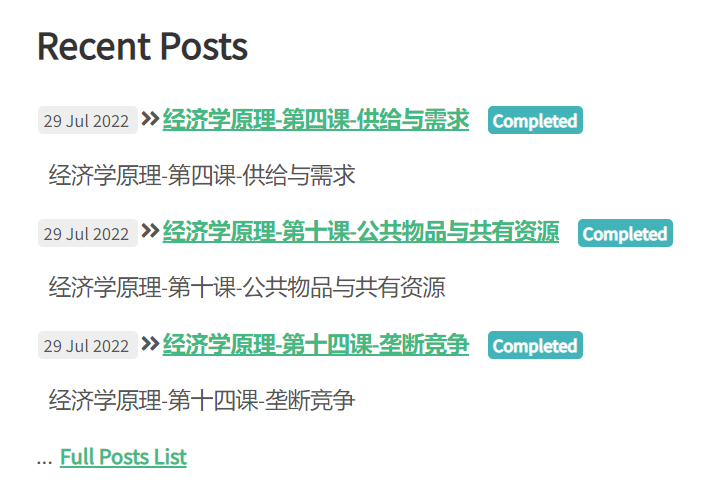 Recent Posts
29 Jul 2022 » 经济学原理-第四课-供给与需求 Completed
经济学原理-第四课-供给与需求
29 Jul 2022 » 经济学原理-第十课-公共物品与共有资源 Completed
经济学原理-第十课-公共物品与共有资源
29 Jul 2022 » 经济学原理-第十四课-垄断竞争 Completed
经济学原理-第十四课-垄断竞争
... Full Posts List